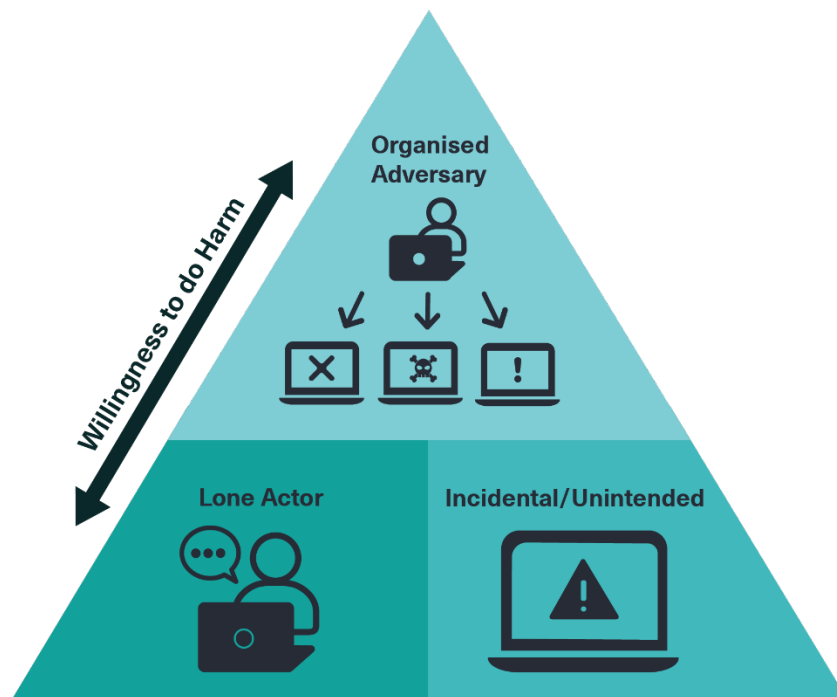 Organised
Adversary
Willingness to do Harm
Lone Actor
Incidental/Unintended